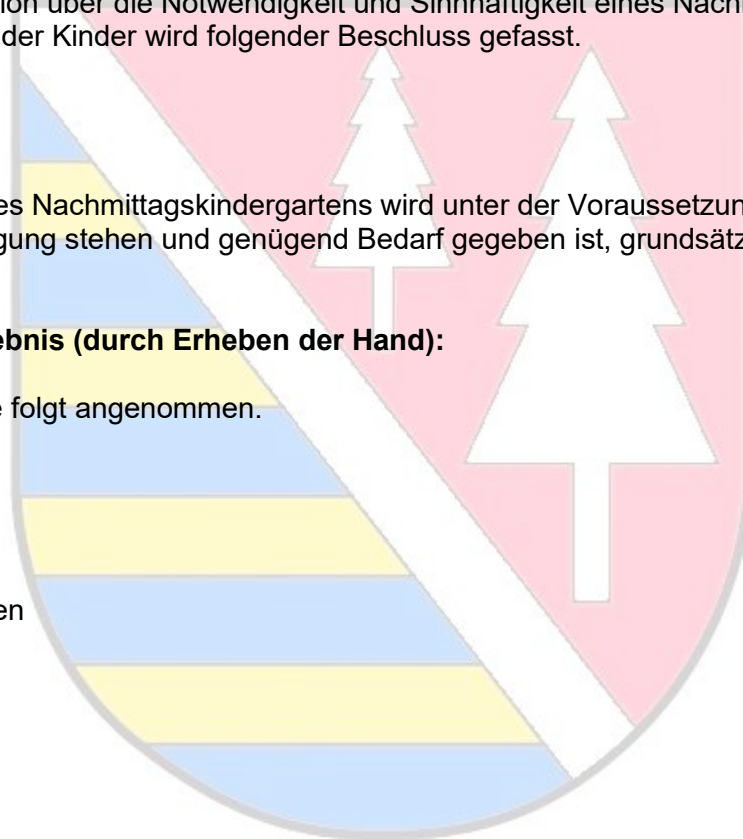 ion über die Notwendigkeit und Sinnhaftigkeit eines Nachm
der Kinder wird folgender Beschluss gefasst.
es Nachmittagskindergartens wird unter der Voraussetzun
gung stehen und genügend Bedarf gegeben ist, grundsätz
ebnis (durch Erheben der Hand):
e folgt angenommen.
en